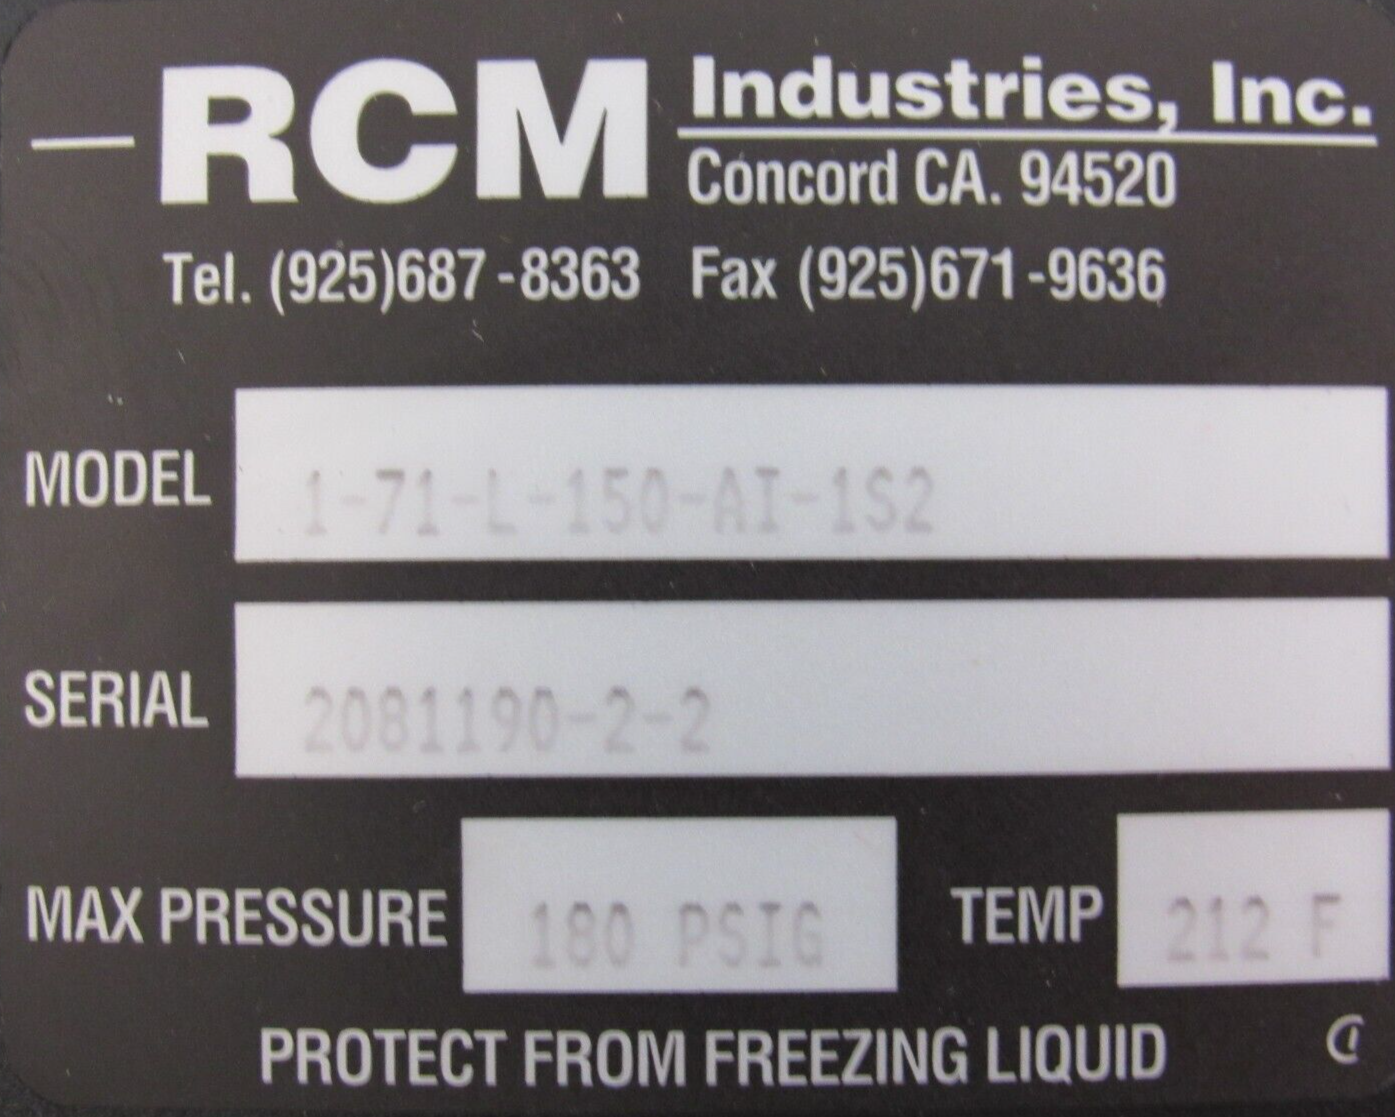 RCM Industries, Inc.
Concord CA. 94520
Tel. (925)687-8363 Fax (925)671-9636
MODEL 1-71-L-150-AI-1S2
SERIAL 2081190-2-2
MAX PRESSURE 180 PSIG TEMP 212 F
PROTECT FROM FREEZING LIQUID